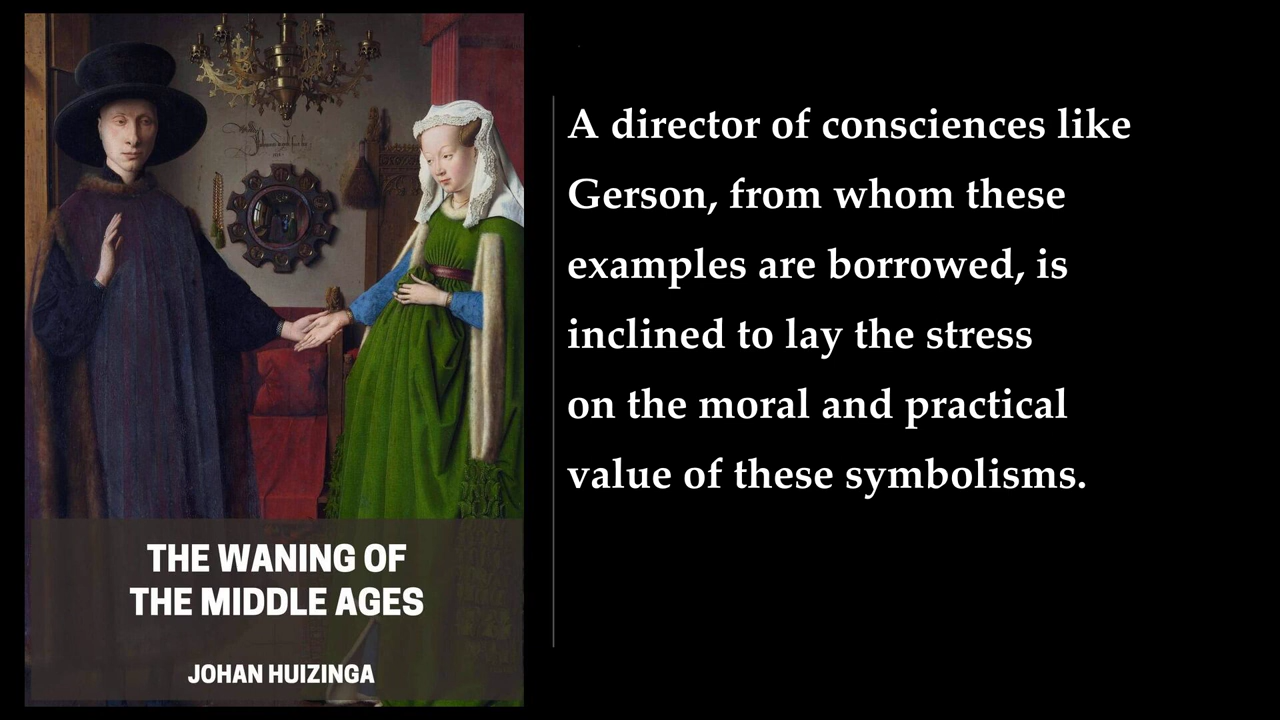 THE WANING OF
THE MIDDLE AGES
JOHAN HUIZINGA
A director of consciences like
Gerson, from whom these
examples are borrowed, is
inclined to lay the stress
on the moral and practical
value of these symbolisms.